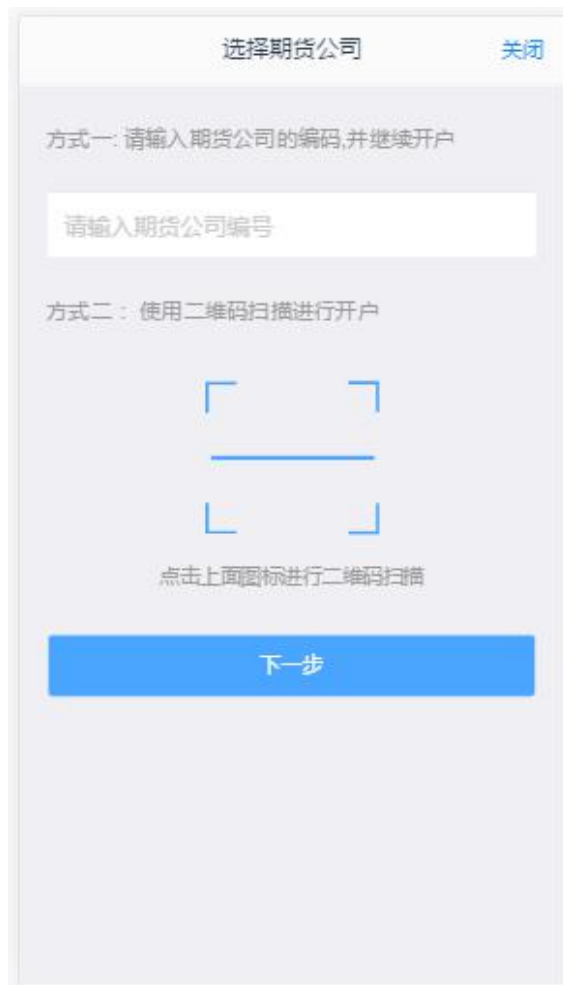 选择期货公司 关闭
方式一: 请输入期货公司的编码,并继续开户
请输入期货公司编号
方式二 : 使用二维码扫描进行开户
点击上面图标进行二维码扫描
下一步